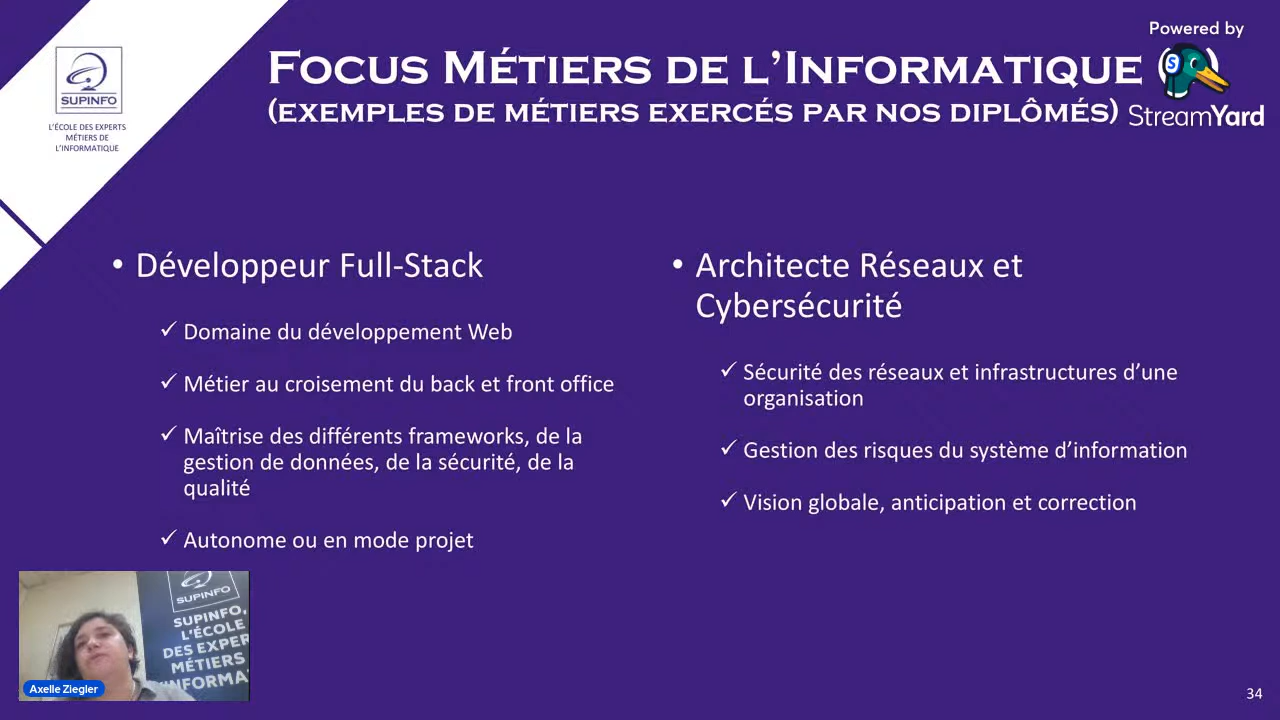 Powered by
StreamYard
SUPINFO
L'ÉCOLE DES EXPERTS
MÉTIERS DE
L'INFORMATIQUE
FOCUS MÉTIERS DE L'INFORMATIQUE
(EXEMPLES DE MÉTIERS EXERCÉS PAR NOS DIPLÔMÉS)
• Développeur Full-Stack
✓ Domaine du développement Web
✓ Métier au croisement du back et front office
✓ Maîtrise des différents frameworks, de la
gestion de données, de la sécurité, de la
qualité
✓ Autonome ou en mode projet
• Architecte Réseaux et
Cybersécurité
✓ Sécurité des réseaux et infrastructures d'une
organisation
✓ Gestion des risques du système d'information
✓ Vision globale, anticipation et correction
SUPINFO
SUPINFO,
L'ÉCOLE
DES EXPER
MÉTIERS
INFORMA
Axelle Ziegler
34